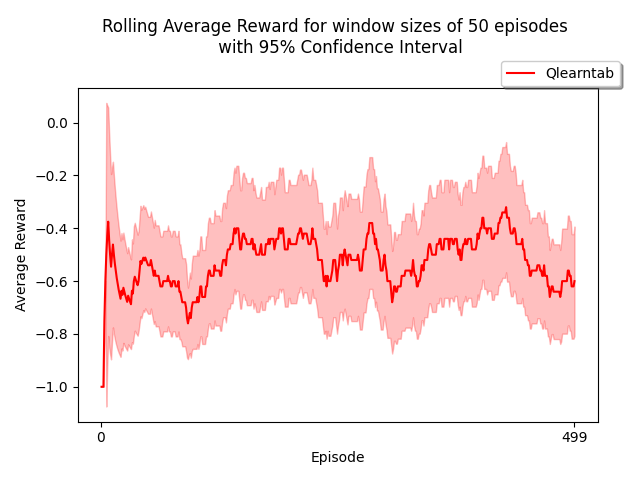 Rolling Average Reward for window sizes of 50 episodes
with 95% Confidence Interval
Qlearntab
0.0
−0.2
−0.4
−0.6
−0.8
−1.0
Average Reward
0
499
Episode